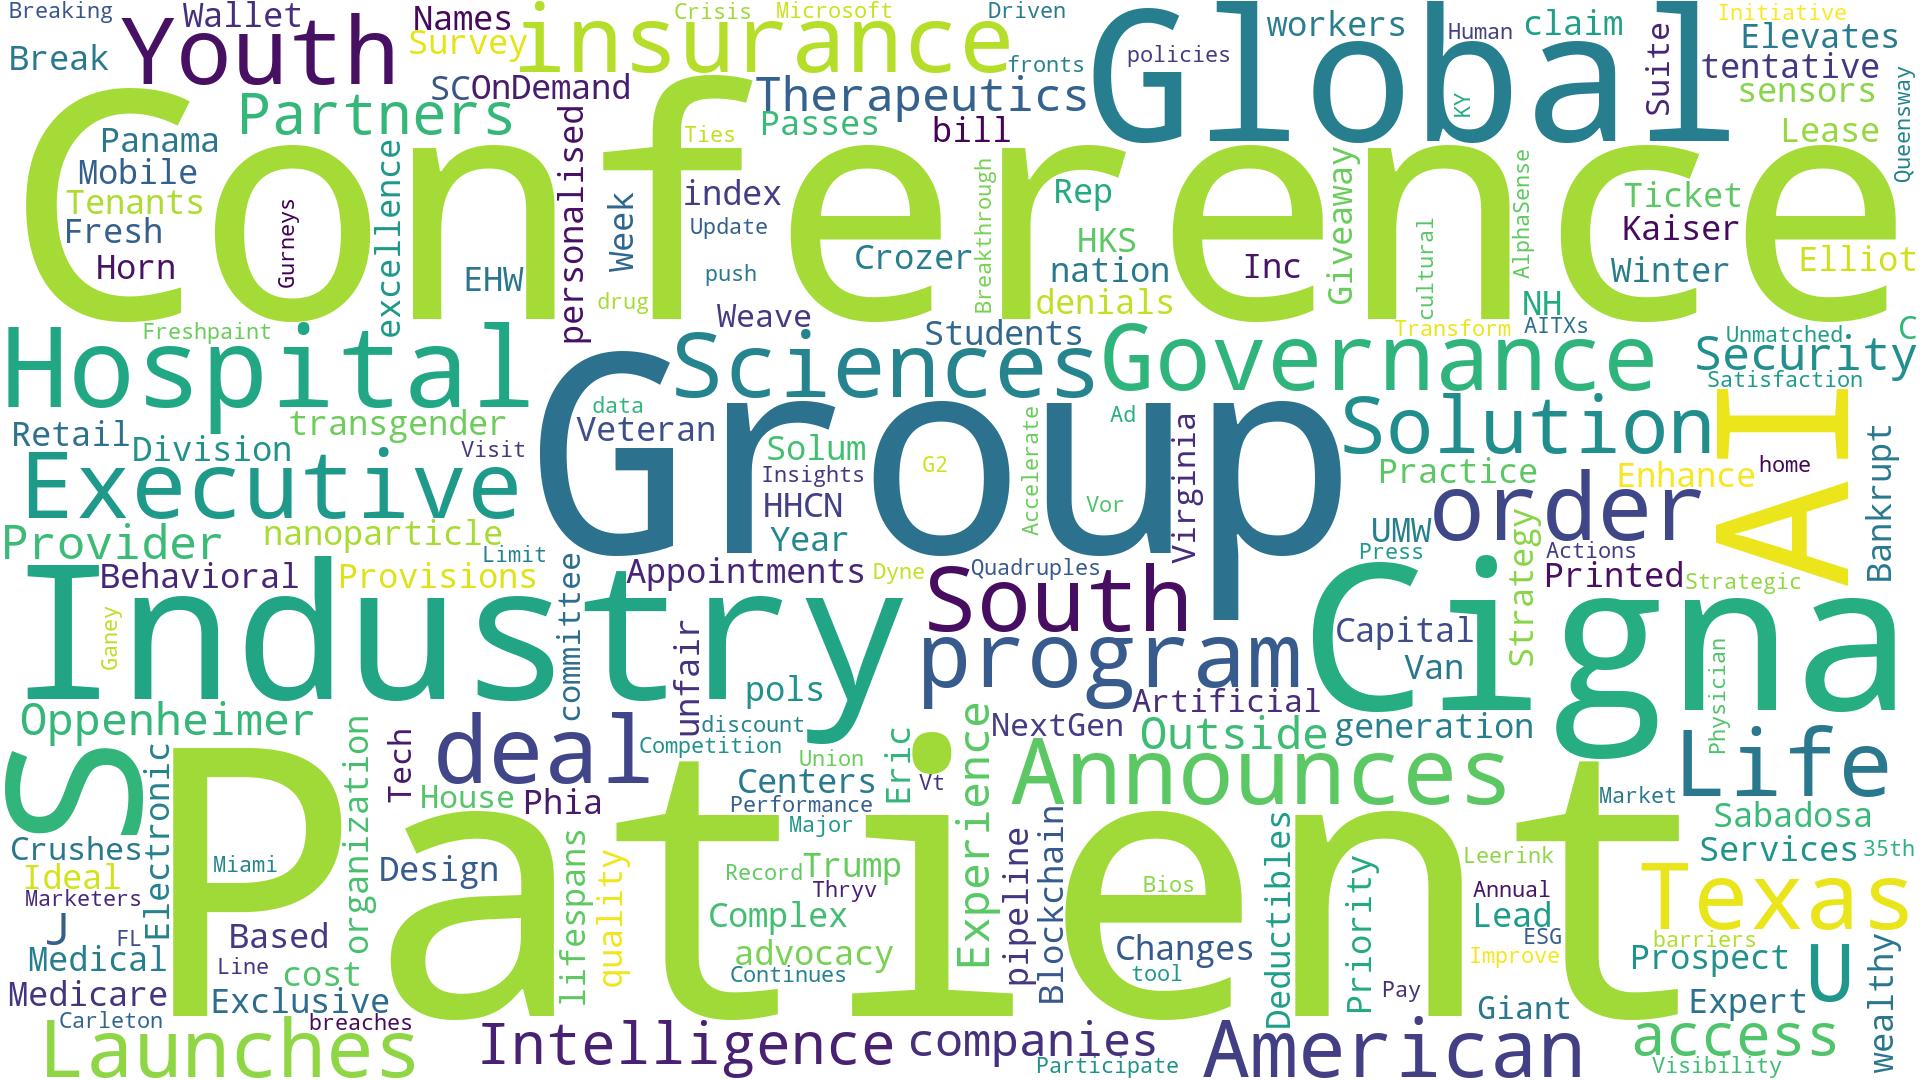 Breaking
Wallet
Names
Crisis
Microsoft
Driven
Global
workers
Human
claim
Suite
Initiative
Break
Youth
Survey
insurance
fronts
policies
Elevates
tentative
SCOnDemand
Therapeutics
KY
sensors
Queensway
Partners
personalised
Ties
Passes
bill
Lease
Conference
Panama
Mobile
Tenants
Fresh
Horn
Gurneys
excellence
EHW
Week
drug
index
Update
push
Weave
Crozer
Breakthrough
Rep
HKS
nation
denials
Inc
Giveaway
cultural
AlphaSense
NH
Ticket
Kaiser
Winter
Elliot
Freshpaint
Students
Transform
AITXs
Unmatched
C
Hospital
Sciences
Governance
Security
Satisfaction
transgender
Retail
Division
Visit
data
Veteran
Group
Solum
Insights
HHCN
Year
G2
Accelerate
Ad
Vor
Virginia
Solution
AI
Practice
Enhance
home
Bankrupt
Executive
order
Provider
nanoparticle
Limit
UMW
Press
Strategy
Actions
Printed
Strategic
Behavioral
Provisions
committee
Appointments
Dyne
Quadruples
Industry
Ganey
South
Cigna
unfair
pols
program
Capital
Van
Physician
Artificial
Oppenheimer
discount
Competition
NextGen
Outside
generation
S
Electronic
organization
Tech
deal
House
Phia
Union
Centers
Performance
Major
Eric
Vt
Experience
Announces
Life
Market
Patient
Crushes
Ideal
Marketers
Miami
Design
lifespans
quality
Record
Trump
Thryv
Complex
advocacy
Continues
pipeline
Blockchain
Bios
Changes
tool
Deductibles
Priority
Leerink
Annual
Lead
ESG
Improve
Pay
Giant
Sabadosa
Services
35th
Texas
barriers
Prospect
U
Expert
wealthy
J
FL
Medical
Based
Line
cost
Medicare
Exclusive
Carleton
breaches
Launches
Intelligence
companies
Participate
American
access
Visibility